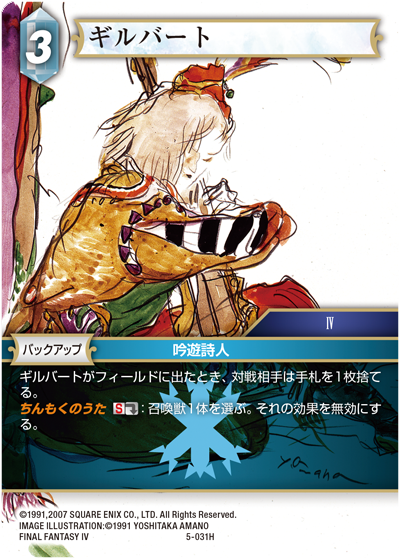 3
ギルバート
IV
バックアップ
吟遊詩人
ギルバートがフィールドに出たとき、対戦相手は手札を1枚捨て
る。
ちんもくのうた S：召喚獣1体を選ぶ。それの効果を無効にす
る。
yo amano
©1991,2007 SQUARE ENIX CO., LTD. All Rights Reserved.
IMAGE ILLUSTRATION:©1991 YOSHITAKA AMANO
FINAL FANTASY IV 5-031H